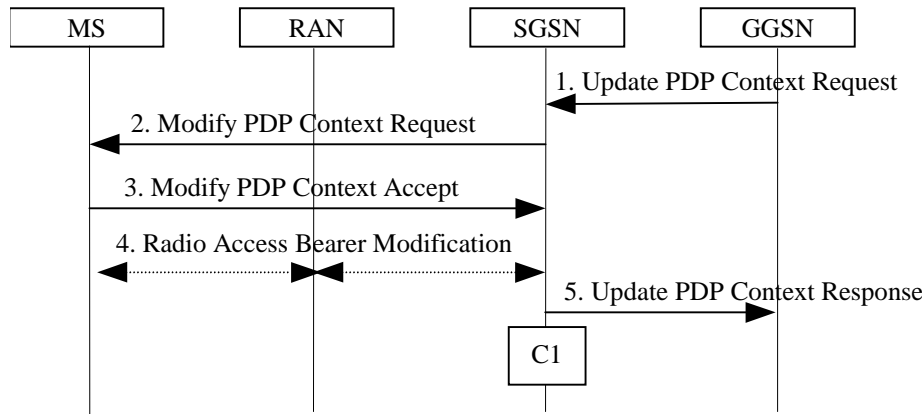 MS
RAN
SGSN
GGSN
1. Update PDP Context Request
2. Modify PDP Context Request
3. Modify PDP Context Accept
4. Radio Access Bearer Modification
5. Update PDP Context Response
C1